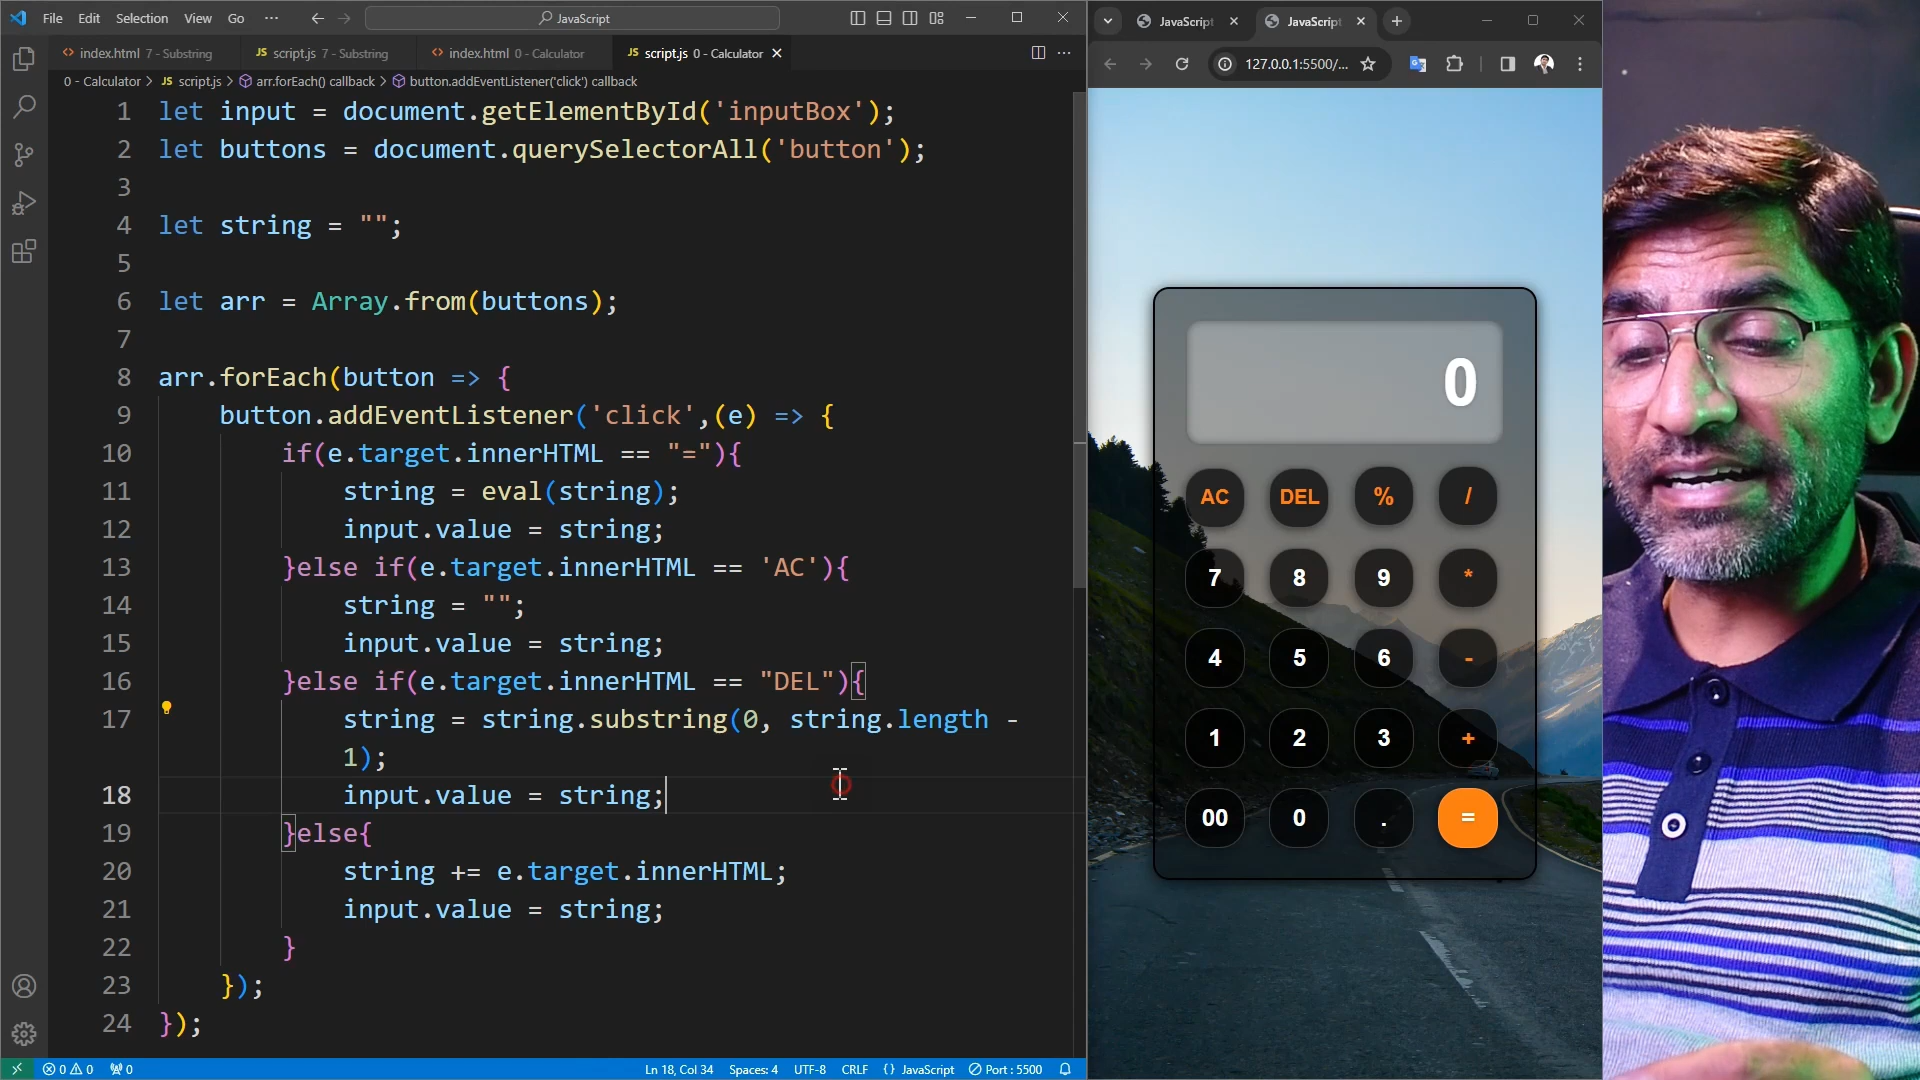 File Edit Selection View Go ··· JavaScript
index.html 7 - Substring JS script.js 7 - Substring index.html 0 - Calculator JS script.js 0 - Calculator
0 - Calculator > JS script.js > arr.forEach() callback > button.addEventListener('click') callback
1 let input = document.getElementById('inputBox');
2 let buttons = document.querySelectorAll('button');
3
4 let string = "";
5
6 let arr = Array.from(buttons);
7
8 arr.forEach(button => {
9 button.addEventListener('click',(e) => {
10 if(e.target.innerHTML == "="){
11 string = eval(string);
12 input.value = string;
13 }else if(e.target.innerHTML == 'AC'){
14 string = "";
15 input.value = string;
16 }else if(e.target.innerHTML == "DEL"){
17 string = string.substring(0, string.length -
1);
18 input.value = string;
19 }else{
20 string += e.target.innerHTML;
21 input.value = string;
22 }
23 });
24 });
0 0 0 Ln 18, Col 34 Spaces: 4 UTF-8 CRLF {} JavaScript Port : 5500
JavaScript JavaScript
127.0.0.1:5500/...
0
AC DEL % /
7 8 9 *
4 5 6 -
1 2 3 +
00 0 . =